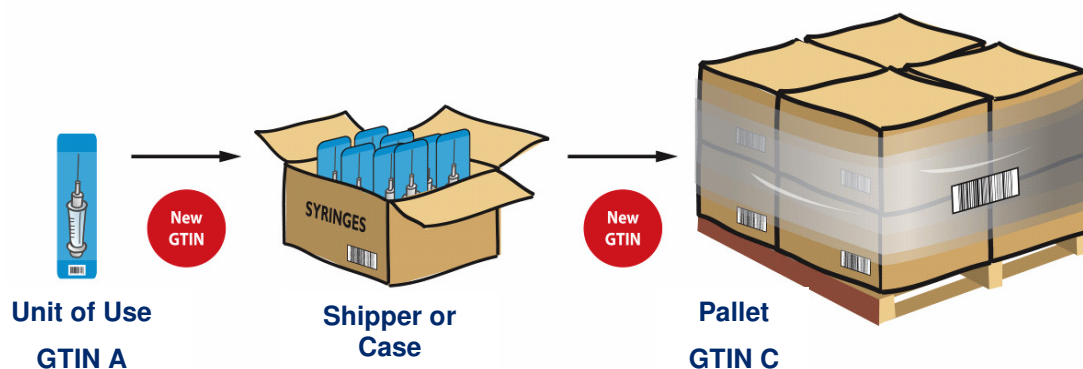 New
GTIN
SYRINGES
New
GTIN
Unit of Use
GTIN A
Shipper or
Case
Pallet
GTIN C